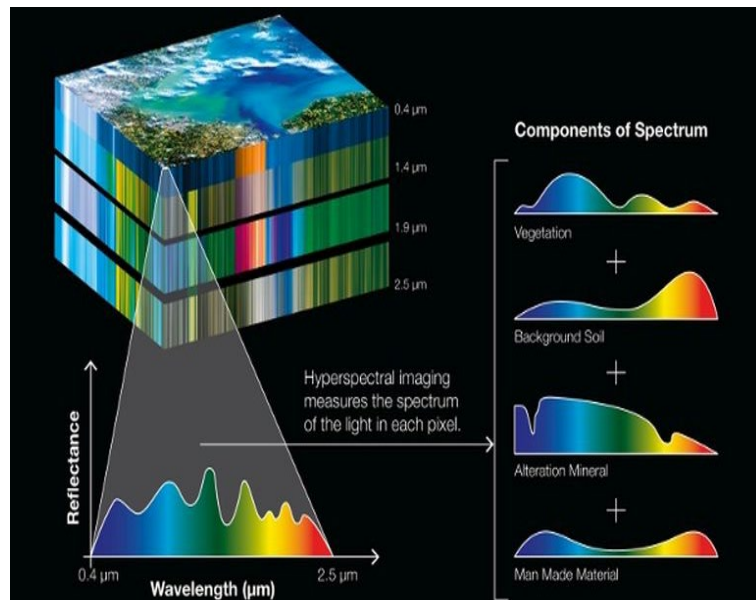 0.4 µm
1.4 µm
1.9 µm
2.5 µm
Components of Spectrum
Vegetation
+
Background Soil
+
Alteration Mineral
+
Man Made Material
Hyperspectral imaging
measures the spectrum
of the light in each pixel.
Reflectance
0.4 µm
2.5 µm
Wavelength (µm)